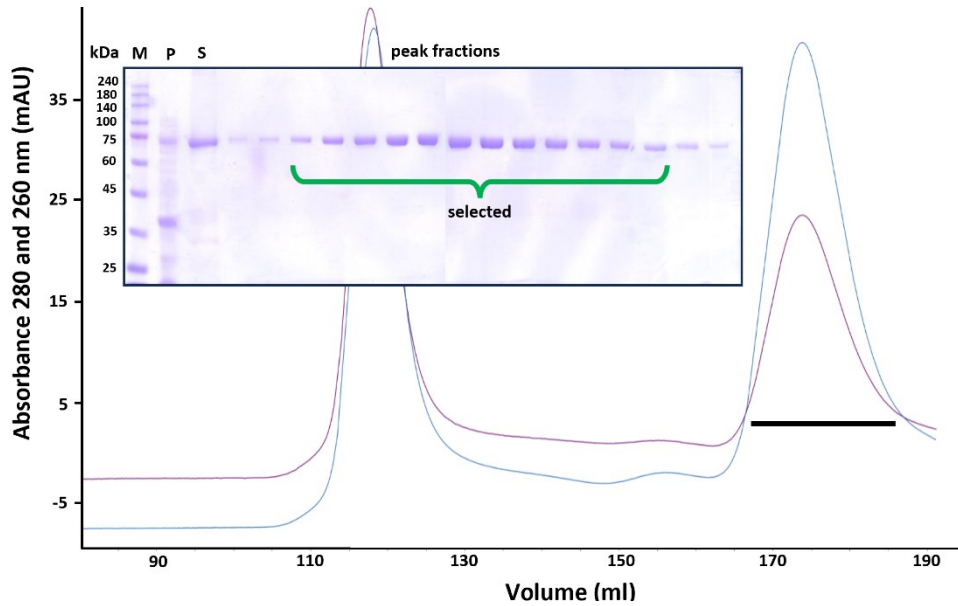 Absorbance 280 and 260 nm (mAU)
35
25
15
5
-5
kDa M P S
peak fractions
240
180
140
100
75
60
45
35
25
selected
90 110 130 150 170 190
Volume (ml)